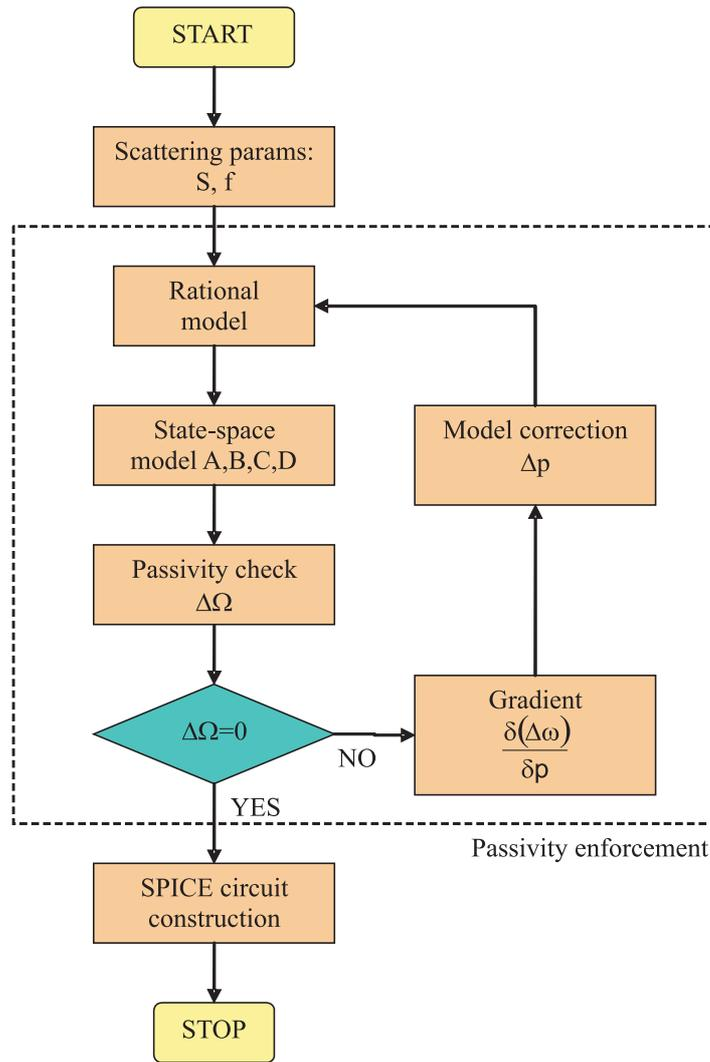 START
Scattering params:
S, f
Rational
model
State-space
model A,B,C,D
Model correction
Δp
Passivity check
ΔΩ
ΔΩ=0
NO
Gradient
δ(Δω)
δp
YES
Passivity enforcement
SPICE circuit
construction
STOP